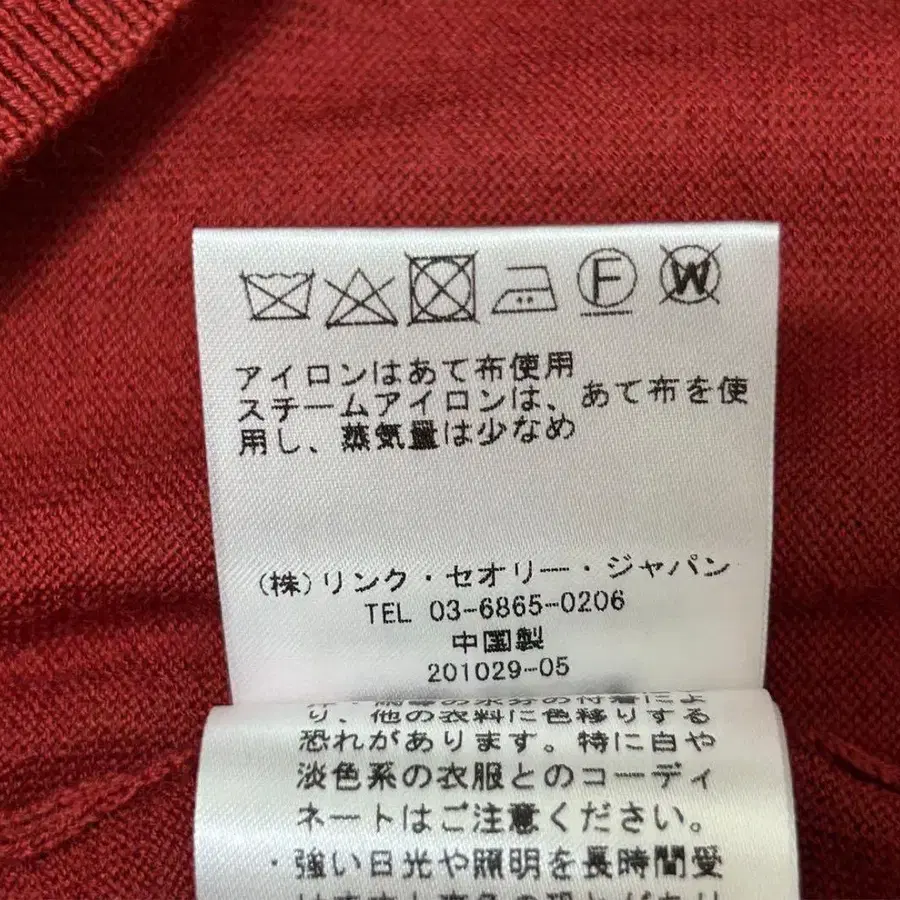 F W
アイロンはあて布使用
スチームアイロンは、あて布を使
用し、蒸気量は少なめ
(株)リンク・セオリー・ジャパン
TEL 03-6865-0206
中国製
201029-05
り、他の衣料に色移りする
恐れがあります。特に白や
淡色系の衣服とのコーディ
ネートはご注意ください。
・強い日光や照明を長時間受